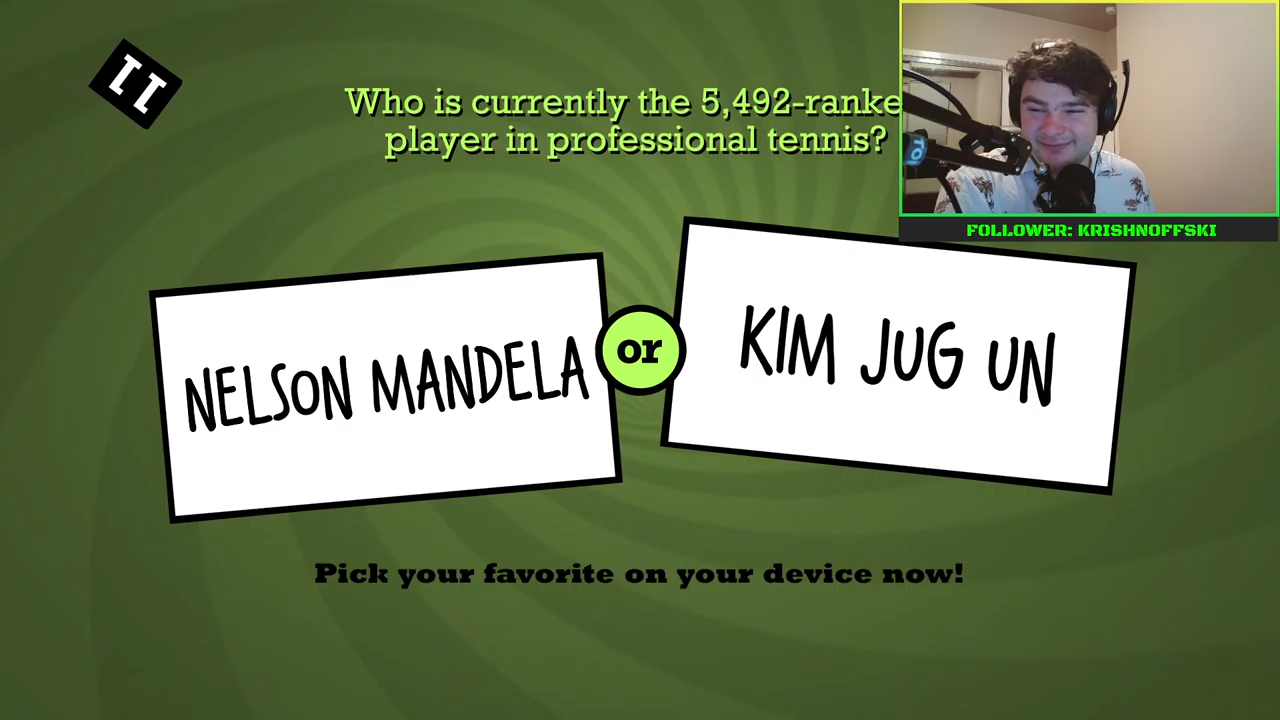 11
Who is currently the 5,492-ranke
player in professional tennis?
NELSON MANDELA
or
KIM JUG UN
Pick your favorite on your device now!
FOLLOWER: KRISHNOFFSKI